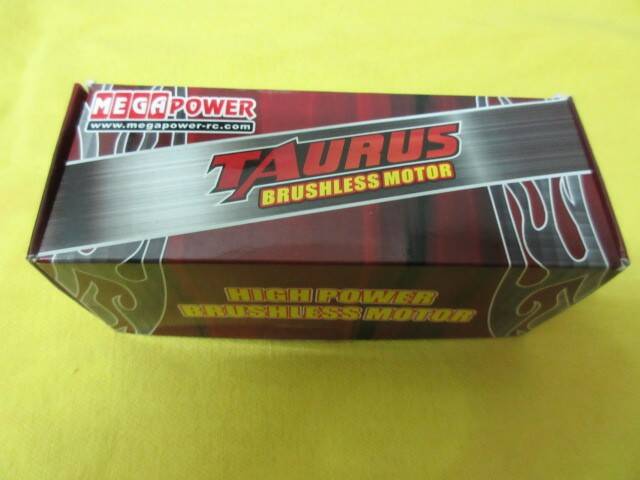 MEGAPOWER
www.megapower-rc.com
TAURUS
BRUSHLESS MOTOR
HIGH POWER
BRUSHLESS MOTOR